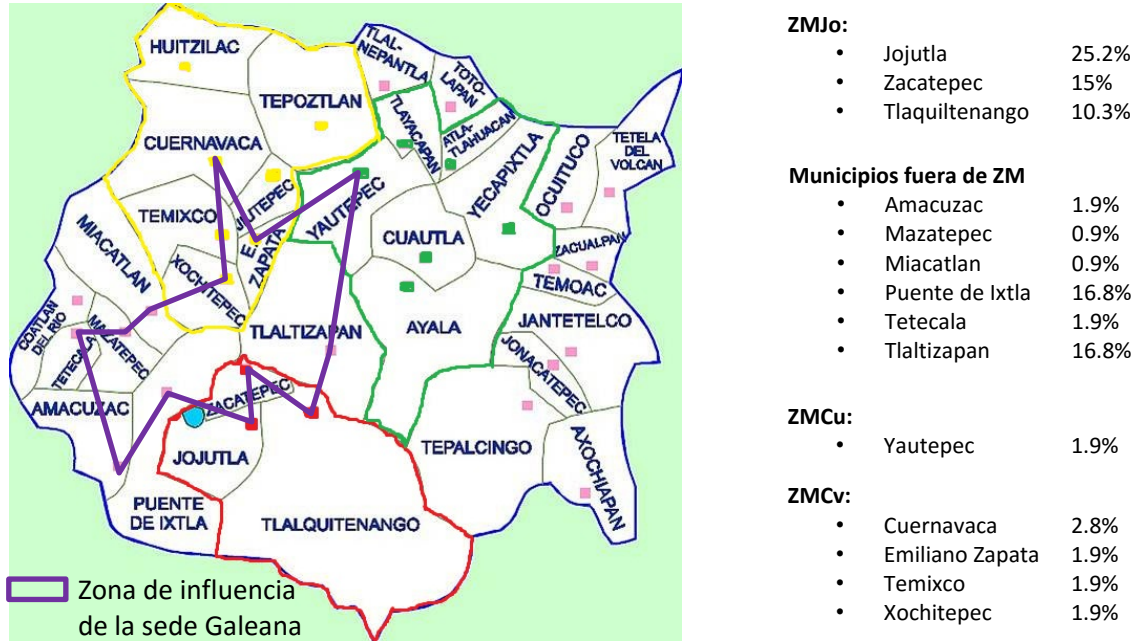 HUITZILAC
TLAL-
NEPANTLA
TOTO-
LAPAN
TEPOZTLAN
TLAYACAPAN
ATLA-
TLAHUACAN
CUERNAVACA
TETELA
DEL
VOLCAN
OCUITUCO
YECAPIXTLA
JIUTEPEC
YAUTEPEC
TEMIXCO
E.
ZAPATA
CUAUTLA
ZACUALPAN
MIACATLAN
XOCHITEPEC
TEMOAC
COATLAN
DEL RIO
MAZATEPEC
TETECALA
TLALTIZAPAN
AYALA
JANTETELCO
JONACATEPEC
AMACUZAC
ZACATEPEC
JOJUTLA
TEPALCINGO
AXOCHIAPAN
PUENTE
DE IXTLA
TLALQUITENANGO
Zona de influencia
de la sede Galeana
ZMJo:
• Jojutla 25.2%
• Zacatepec 15%
• Tlaquiltenango 10.3%
Municipios fuera de ZM
• Amacuzac 1.9%
• Mazatepec 0.9%
• Miacatlan 0.9%
• Puente de Ixtla 16.8%
• Tetecala 1.9%
• Tlaltizapan 16.8%
ZMCu:
• Yautepec 1.9%
ZMCv:
• Cuernavaca 2.8%
• Emiliano Zapata 1.9%
• Temixco 1.9%
• Xochitepec 1.9%